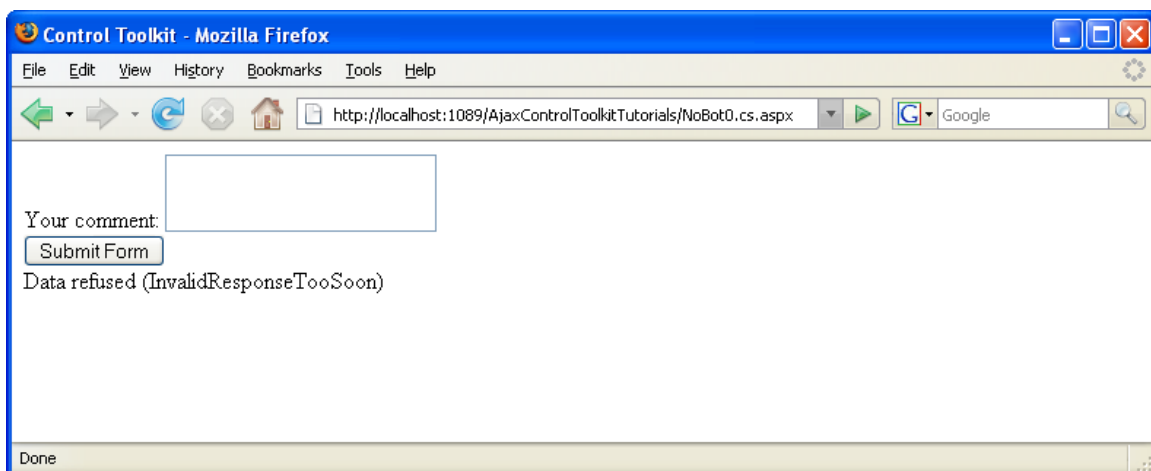 Control Toolkit - Mozilla Firefox
File Edit View History Bookmarks Tools Help
http://localhost:1089/AjaxControlToolkitTutorials/NoBot0.cs.aspx G Google
Your comment:
Submit Form
Data refused (InvalidResponseTooSoon)
Done